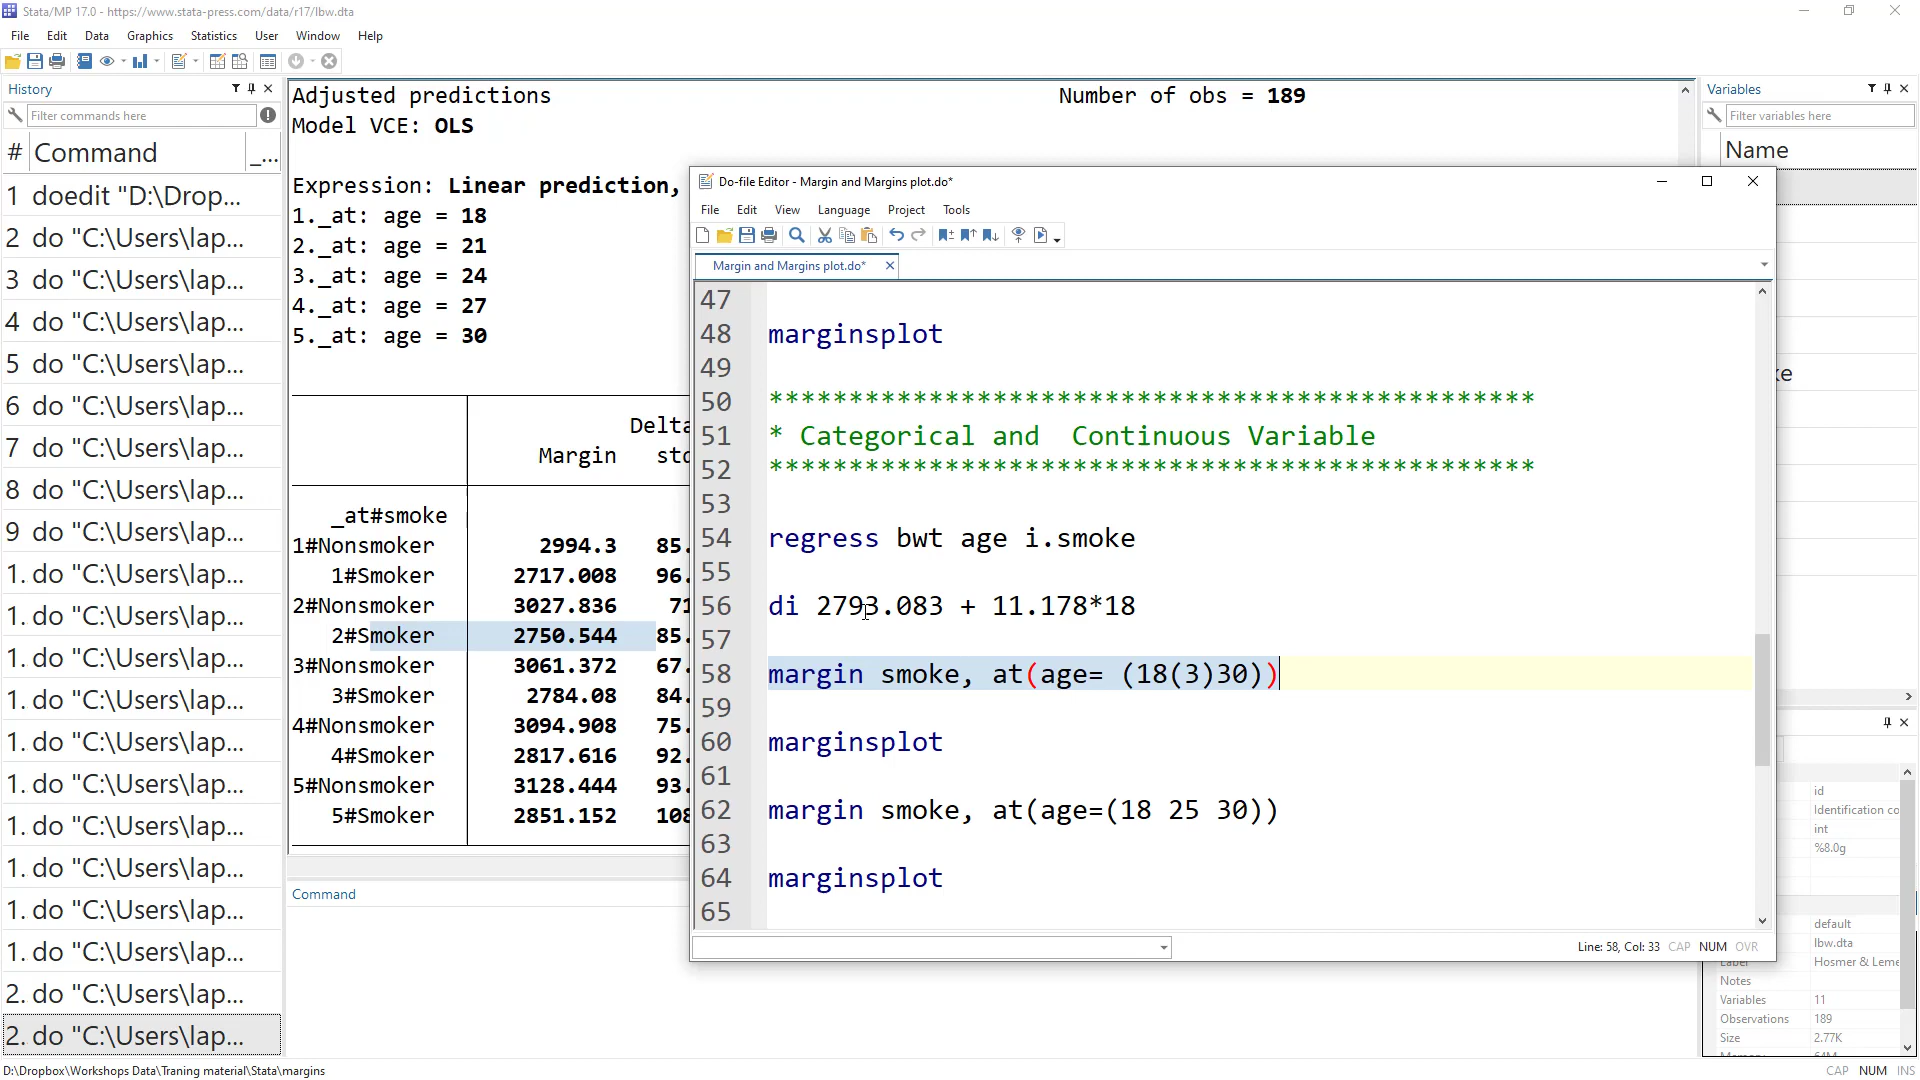 Stata/MP 17.0 - https://www.stata-press.com/data/r17/lbw.dta
File Edit Data Graphics Statistics User Window Help
History
Filter commands here
# Command _...
1 doedit "D:\Drop...
2 do "C:\Users\lap...
3 do "C:\Users\lap...
4 do "C:\Users\lap...
5 do "C:\Users\lap...
6 do "C:\Users\lap...
7 do "C:\Users\lap...
8 do "C:\Users\lap...
9 do "C:\Users\lap...
1. do "C:\Users\lap...
1. do "C:\Users\lap...
1. do "C:\Users\lap...
1. do "C:\Users\lap...
1. do "C:\Users\lap...
1. do "C:\Users\lap...
1. do "C:\Users\lap...
1. do "C:\Users\lap...
1. do "C:\Users\lap...
1. do "C:\Users\lap...
2. do "C:\Users\lap...
2. do "C:\Users\lap...
Adjusted predictions Number of obs = 189
Model VCE: OLS
Expression: Linear prediction,
1._at: age = 18
2._at: age = 21
3._at: age = 24
4._at: age = 27
5._at: age = 30
Delta
Margin std
_at#smoke
1#Nonsmoker 2994.3 85.
1#Smoker 2717.008 96.
2#Nonsmoker 3027.836 71
2#Smoker 2750.544 85.
3#Nonsmoker 3061.372 67.
3#Smoker 2784.08 84.
4#Nonsmoker 3094.908 75.
4#Smoker 2817.616 92.
5#Nonsmoker 3128.444 93.
5#Smoker 2851.152 108
Command
Do-file Editor - Margin and Margins plot.do*
File Edit View Language Project Tools
Margin and Margins plot.do*
47
48 marginsplot
49
50 ************************************************
51 * Categorical and  Continuous Variable
52 ************************************************
53
54 regress bwt age i.smoke
55
56 di 2793.083 + 11.178*18
57
58 margin smoke, at(age= (18(3)30))
59
60 marginsplot
61
62 margin smoke, at(age=(18 25 30))
63
64 marginsplot
65
Line: 58, Col: 33 CAP NUM OVR
Variables
Filter variables here
Name
ke
id
Identification co
int
%8.0g
default
lbw.dta
Label Hosmer & Leme
Notes
Variables 11
Observations 189
Size 2.77K
Memory 64M
D:\Dropbox\Workshops Data\Traning material\Stata\margins
CAP NUM INS